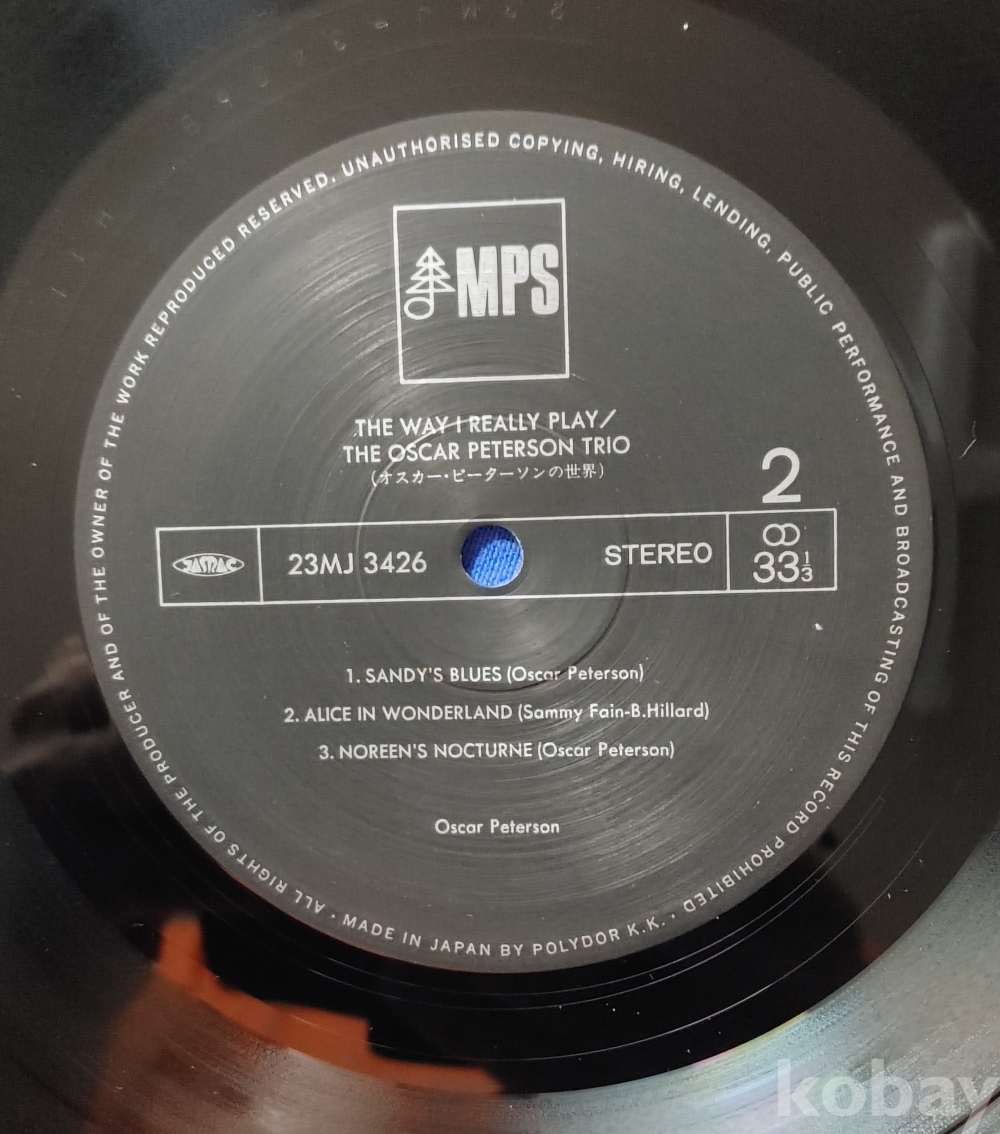 ALL RIGHTS OF THE PRODUCER AND OF THE OWNER OF THE WORK REPRODUCED RESERVED. UNAUTHORISED COPYING, HIRING, LENDING, PUBLIC PERFORMANCE AND BROADCASTING OF THIS RECORD PROHIBITED · MADE IN JAPAN BY POLYDOR K.K. ·
MPS
THE WAY I REALLY PLAY/
THE OSCAR PETERSON TRIO
(オスカー・ピーターソンの世界)
2
JASRAC 23MJ 3426 STEREO 33 1/3
1. SANDY'S BLUES (Oscar Peterson)
2. ALICE IN WONDERLAND (Sammy Fain-B.Hillard)
3. NOREEN'S NOCTURNE (Oscar Peterson)
Oscar Peterson
kobay